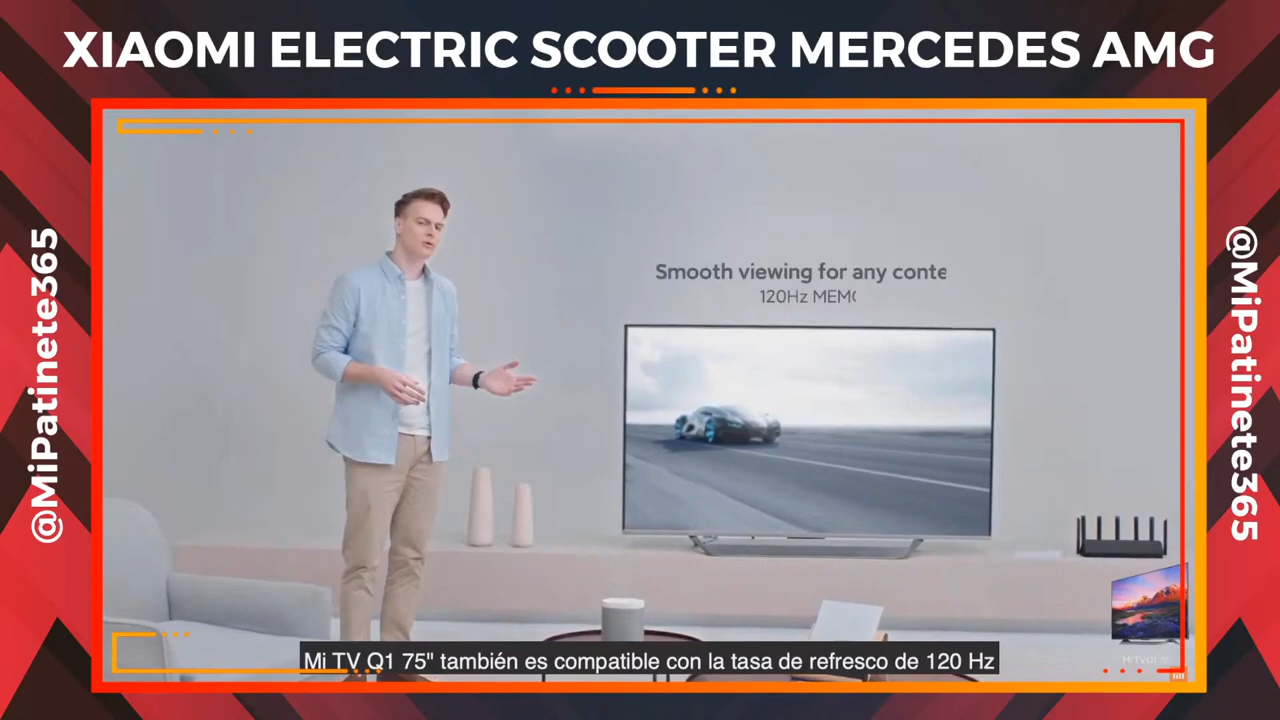 XIAOMI ELECTRIC SCOOTER MERCEDES AMG
@MiPatinete365
Smooth viewing for any conte
120Hz MEM
Mi TV Q1 75" también es compatible con la tasa de refresco de 120 Hz
@MiPatinete365